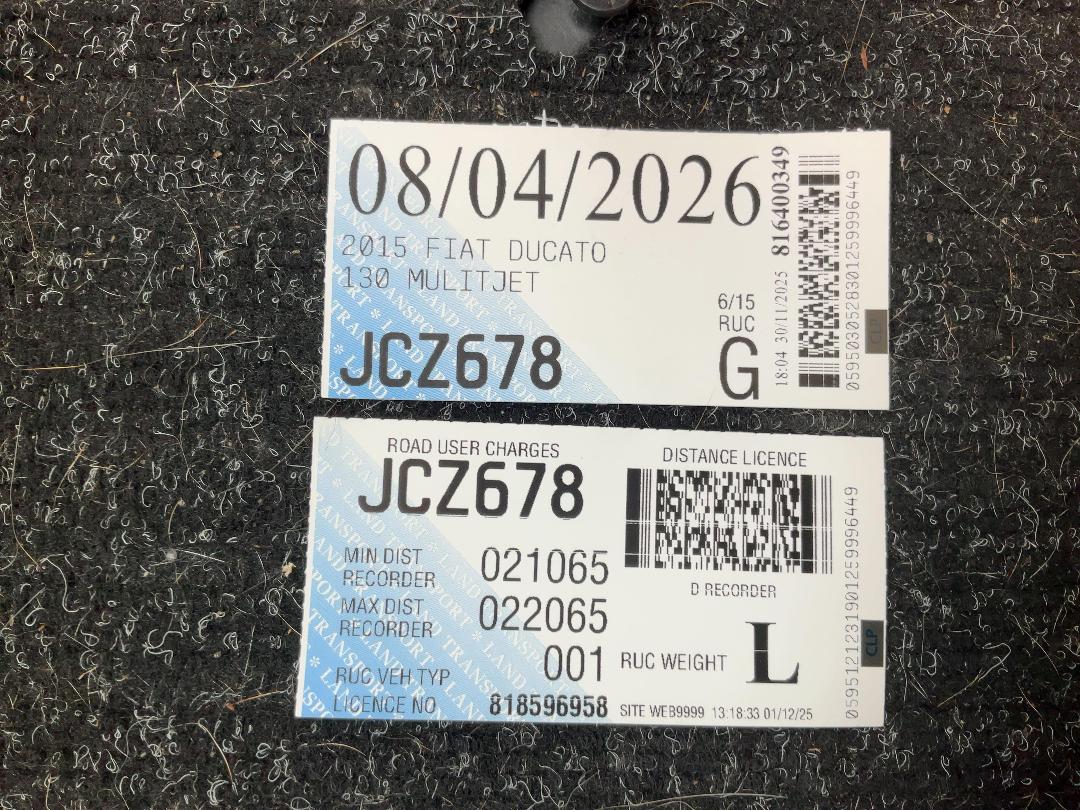 08/04/2026
2015 FIAT DUCATO
130 MULITJET
JCZ678
6/15
RUC
G
18:04 30/11/2025 816400349
0595030528301259996449
CLP
ROAD USER CHARGES
JCZ678
DISTANCE LICENCE
MIN DIST RECORDER 021065
MAX DIST RECORDER 022065
RUC VEH TYP 001
LICENCE NO 818596958
D RECORDER
RUC WEIGHT L
SITE WEB9999 13:18:33 01/12/25
0595121231901259996449
CLP